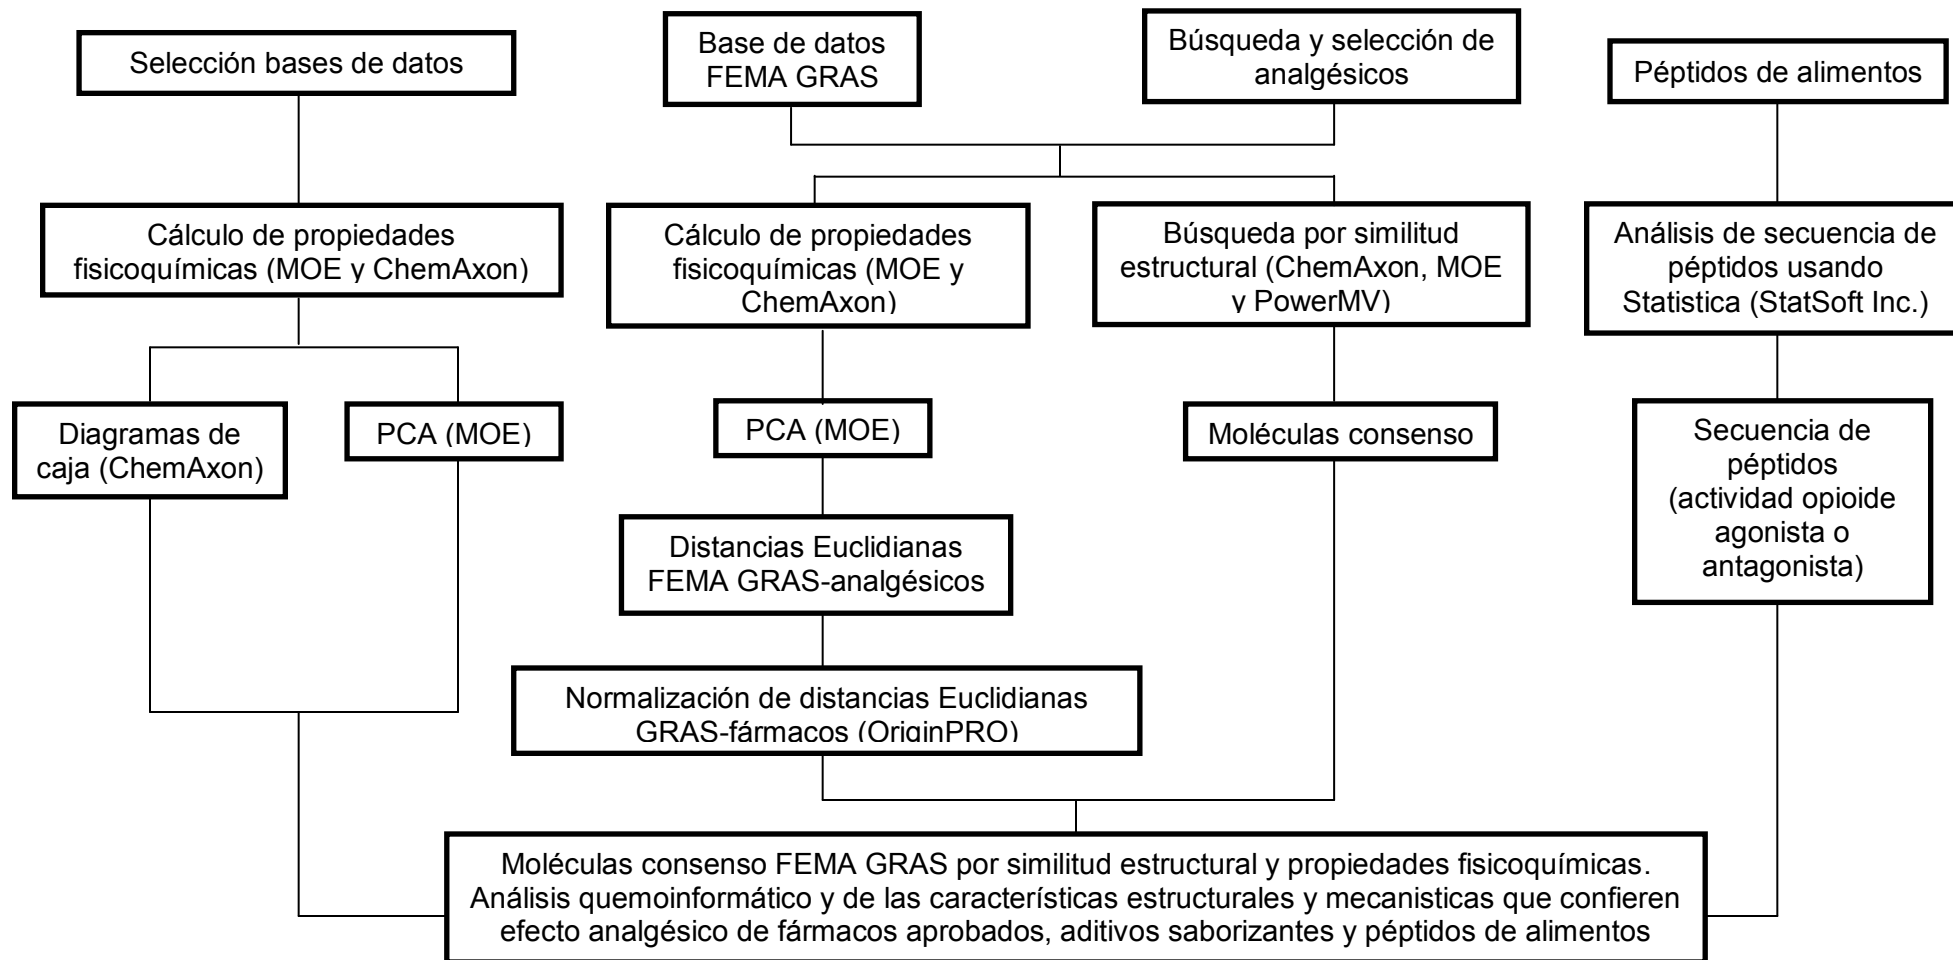 Selección bases de datos
Base de datos
FEMA GRAS
Búsqueda y selección de
analgésicos
Péptidos de alimentos
Cálculo de propiedades
fisicoquímicas (MOE y ChemAxon)
Cálculo de propiedades
fisicoquímicas (MOE y
ChemAxon)
Búsqueda por similitud
estructural (ChemAxon, MOE
y PowerMV)
Análisis de secuencia de
péptidos usando
Statistica (StatSoft Inc.)
Diagramas de
caja (ChemAxon)
PCA (MOE)
PCA (MOE)
Moléculas consenso
Secuencia de
péptidos
(actividad opioide
agonista o
antagonista)
Distancias Euclidianas
FEMA GRAS-analgésicos
Normalización de distancias Euclidianas
GRAS-fármacos (OriginPRO)
Moléculas consenso FEMA GRAS por similitud estructural y propiedades fisicoquímicas.
Análisis quemoinformático y de las características estructurales y mecanisticas que confieren
efecto analgésico de fármacos aprobados, aditivos saborizantes y péptidos de alimentos